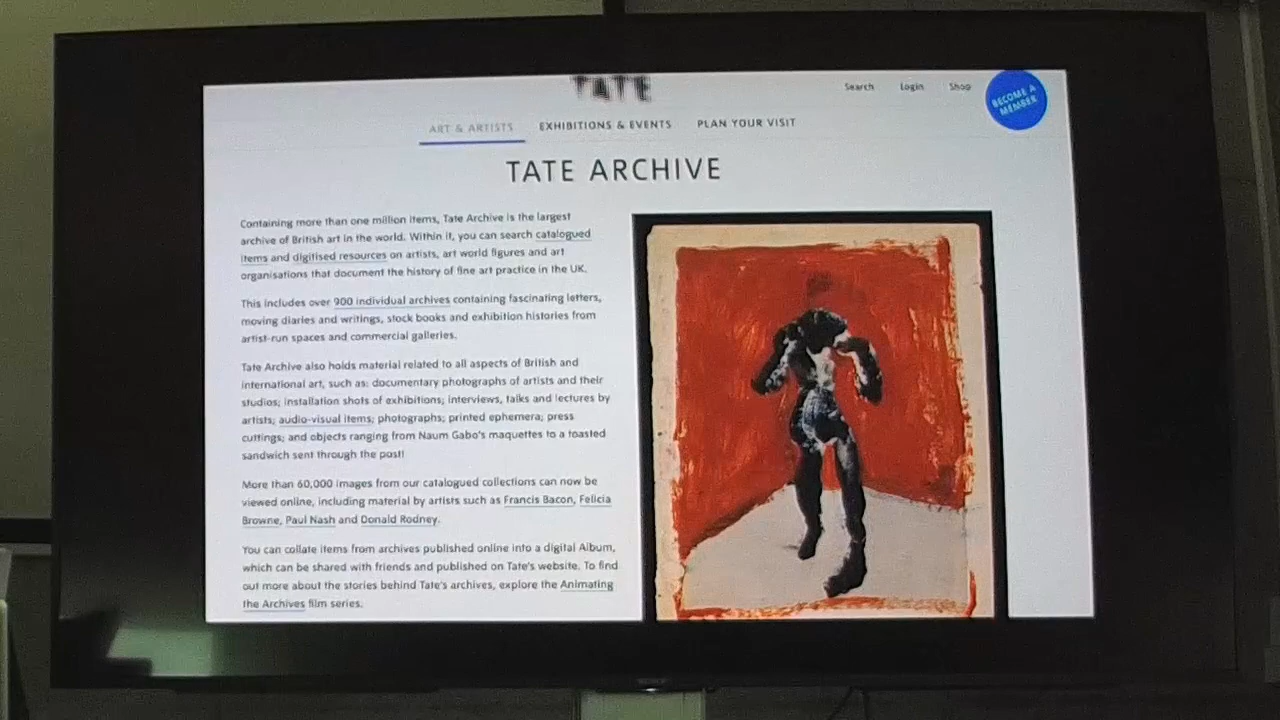 TATE
Search Login Shop
BECOME A
MEMBER
ART & ARTISTS EXHIBITIONS & EVENTS PLAN YOUR VISIT
TATE ARCHIVE
Containing more than one million items, Tate Archive is the largest
archive of British art in the world. Within it, you can search catalogued
items and digitised resources on artists, art world figures and art
organisations that document the history of fine art practice in the UK.
This includes over 900 individual archives containing fascinating letters,
moving diaries and writings, stock books and exhibition histories from
artist-run spaces and commercial galleries.
Tate Archive also holds material related to all aspects of British and
international art, such as: documentary photographs of artists and their
studios; installation shots of exhibitions; interviews, talks and lectures by
artists; audio-visual items; photographs; printed ephemera; press
cuttings; and objects ranging from Naum Gabo's maquettes to a toasted
sandwich sent through the post!
More than 60,000 images from our catalogued collections can now be
viewed online, including material by artists such as Francis Bacon, Felicia
Browne, Paul Nash and Donald Rodney.
You can collate items from archives published online into a digital Album,
which can be shared with friends and published on Tate's website. To find
out more about the stories behind Tate's archives, explore the Animating
the Archives film series.
SONY